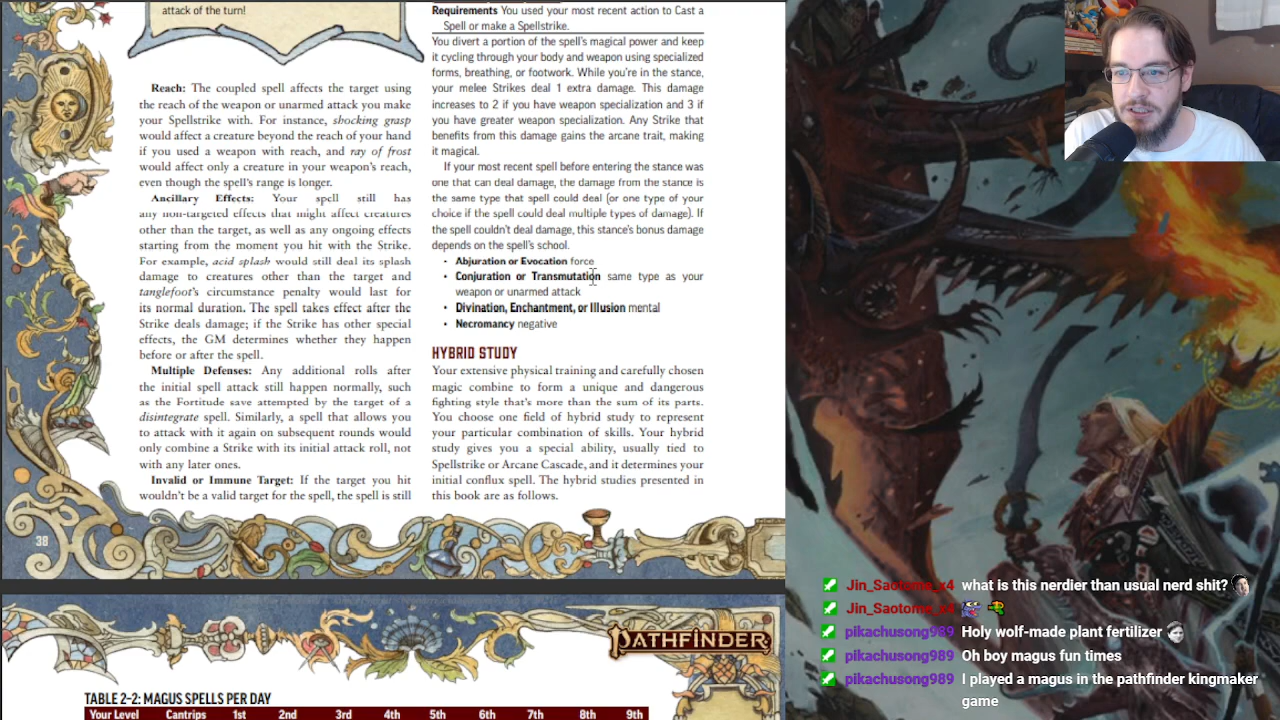 attack of the turn!
Reach: The coupled spell affects the target using
the reach of the weapon or unarmed attack you make
your Spellstrike with. For instance, shocking grasp
would affect a creature beyond the reach of your hand
if you used a weapon with reach, and ray of frost
would affect only a creature in your weapon's reach,
even though the spell's range is longer.
Ancillary Effects: Your spell still has
any non-targeted effects that might affect creatures
other than the target, as well as any ongoing effects
starting from the moment you hit with the Strike.
For example, acid splash would still deal its splash
damage to creatures other than the target and
tanglefoot's circumstance penalty would last for
its normal duration. The spell takes effect after the
Strike deals damage; if the Strike has other special
effects, the GM determines whether they happen
before or after the spell.
Multiple Defenses: Any additional rolls after
the initial spell attack still happen normally, such
as the Fortitude save attempted by the target of a
disintegrate spell. Similarly, a spell that allows you
to attack with it again on subsequent rounds would
only combine a Strike with its initial attack roll, not
with any later ones.
Invalid or Immune Target: If the target you hit
wouldn't be a valid target for the spell, the spell is still
38
Requirements You used your most recent action to Cast a
Spell or make a Spellstrike.
You divert a portion of the spell's magical power and keep
it cycling through your body and weapon using specialized
forms, breathing, or footwork. While you're in the stance,
your melee Strikes deal 1 extra damage. This damage
increases to 2 if you have weapon specialization and 3 if
you have greater weapon specialization. Any Strike that
benefits from this damage gains the arcane trait, making
it magical.
If your most recent spell before entering the stance was
one that can deal damage, the damage from the stance is
the same type that spell could deal (or one type of your
choice if the spell could deal multiple types of damage). If
the spell couldn't deal damage, this stance's bonus damage
depends on the spell's school.
• Abjuration or Evocation force
• Conjuration or Transmutation same type as your
weapon or unarmed attack
• Divination, Enchantment, or Illusion mental
• Necromancy negative
HYBRID STUDY
Your extensive physical training and carefully chosen
magic combine to form a unique and dangerous
fighting style that's more than the sum of its parts.
You choose one field of hybrid study to represent
your particular combination of skills. Your hybrid
study gives you a special ability, usually tied to
Spellstrike or Arcane Cascade, and it determines your
initial conflux spell. The hybrid studies presented in
this book are as follows.
PATHFINDER
TABLE 2-2: MAGUS SPELLS PER DAY
Your Level Cantrips 1st 2nd 3rd 4th 5th 6th 7th 8th 9th
Jin_Saotome_x4 what is this nerdier than usual nerd shit?
Jin_Saotome_x4
pikachusong989 Holy wolf-made plant fertilizer
pikachusong989 Oh boy magus fun times
pikachusong989 I played a magus in the pathfinder kingmaker
game